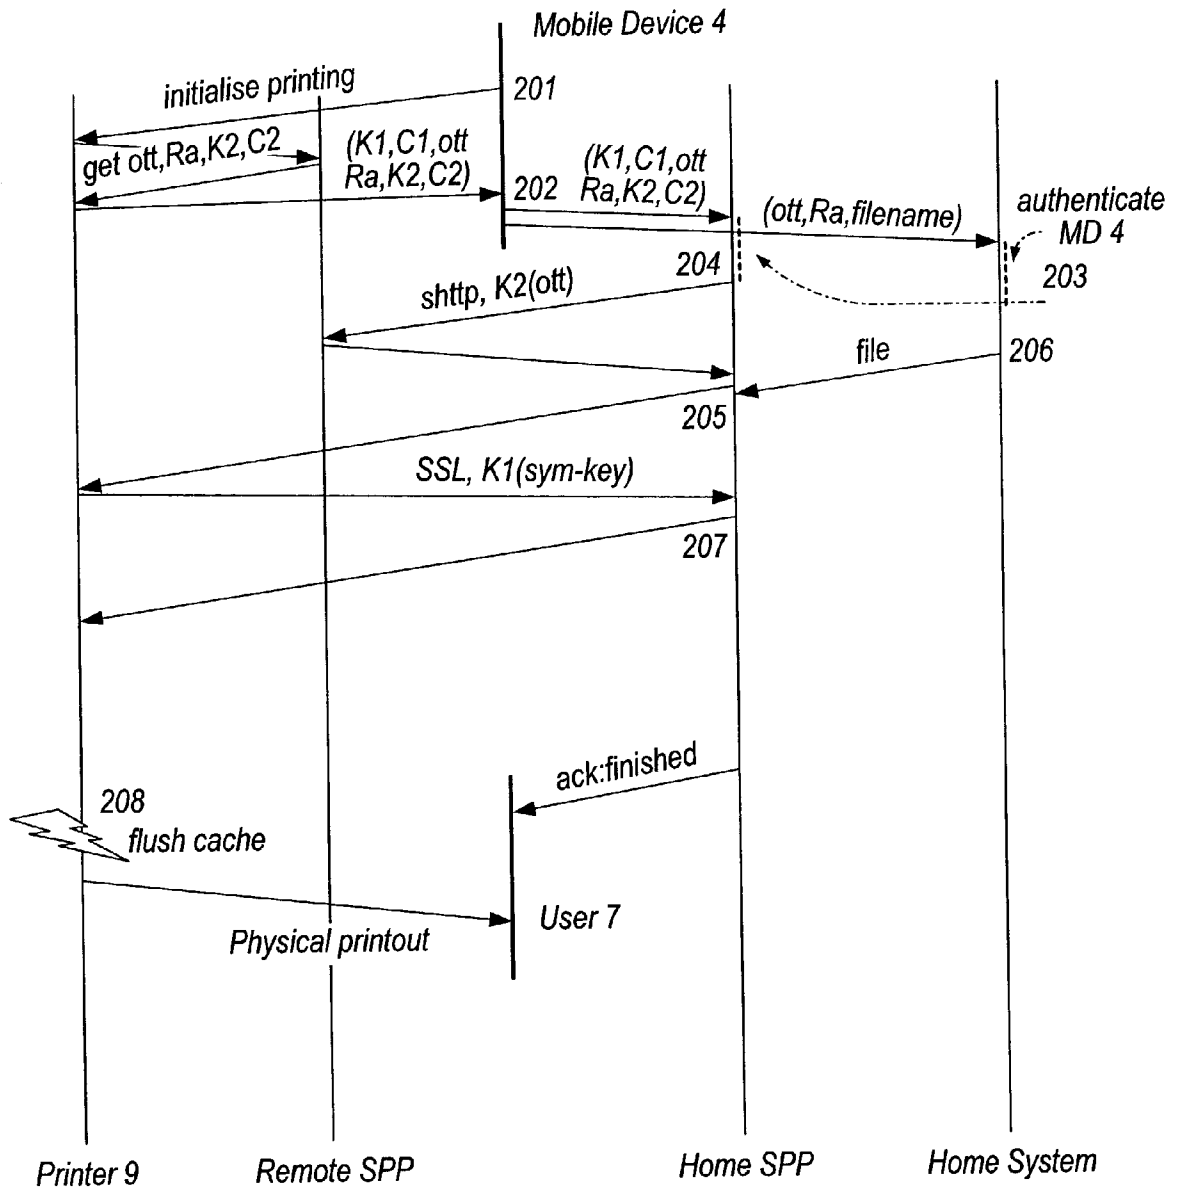 Mobile Device 4
initialise printing
201
get ott,Ra,K2,C2
(K1,C1,ott
Ra,K2,C2)
202
(K1,C1,ott
Ra,K2,C2)
(ott,Ra,filename)
authenticate
MD 4
203
204
shttp, K2(ott)
file
206
205
SSL, K1(sym-key)
207
ack:finished
208
flush cache
User 7
Physical printout
Printer 9
Remote SPP
Home SPP
Home System